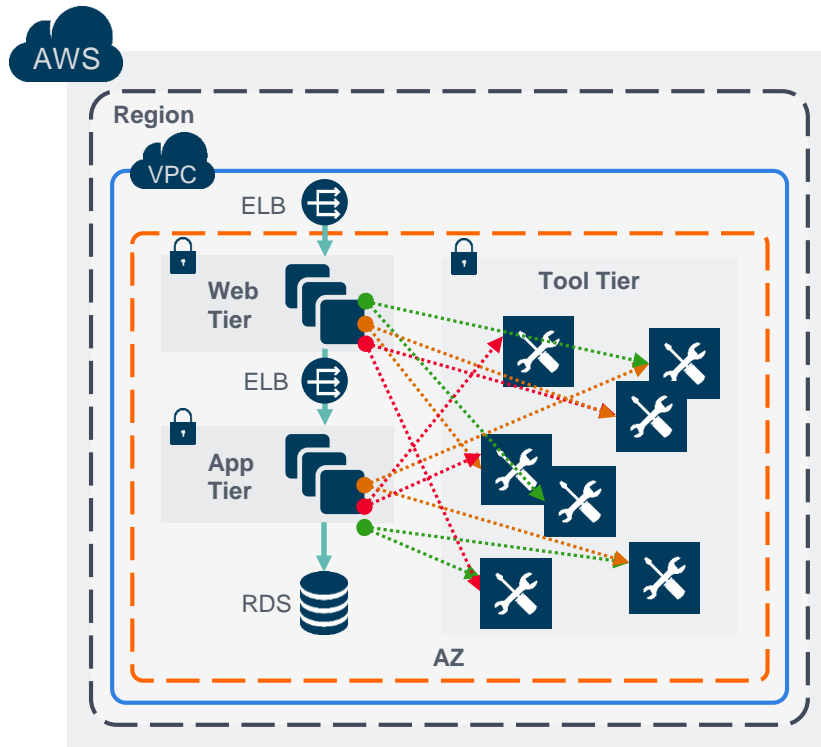 AWS
Region
VPC
ELB
Web
Tier
Tool Tier
ELB
App
Tier
RDS
AZ